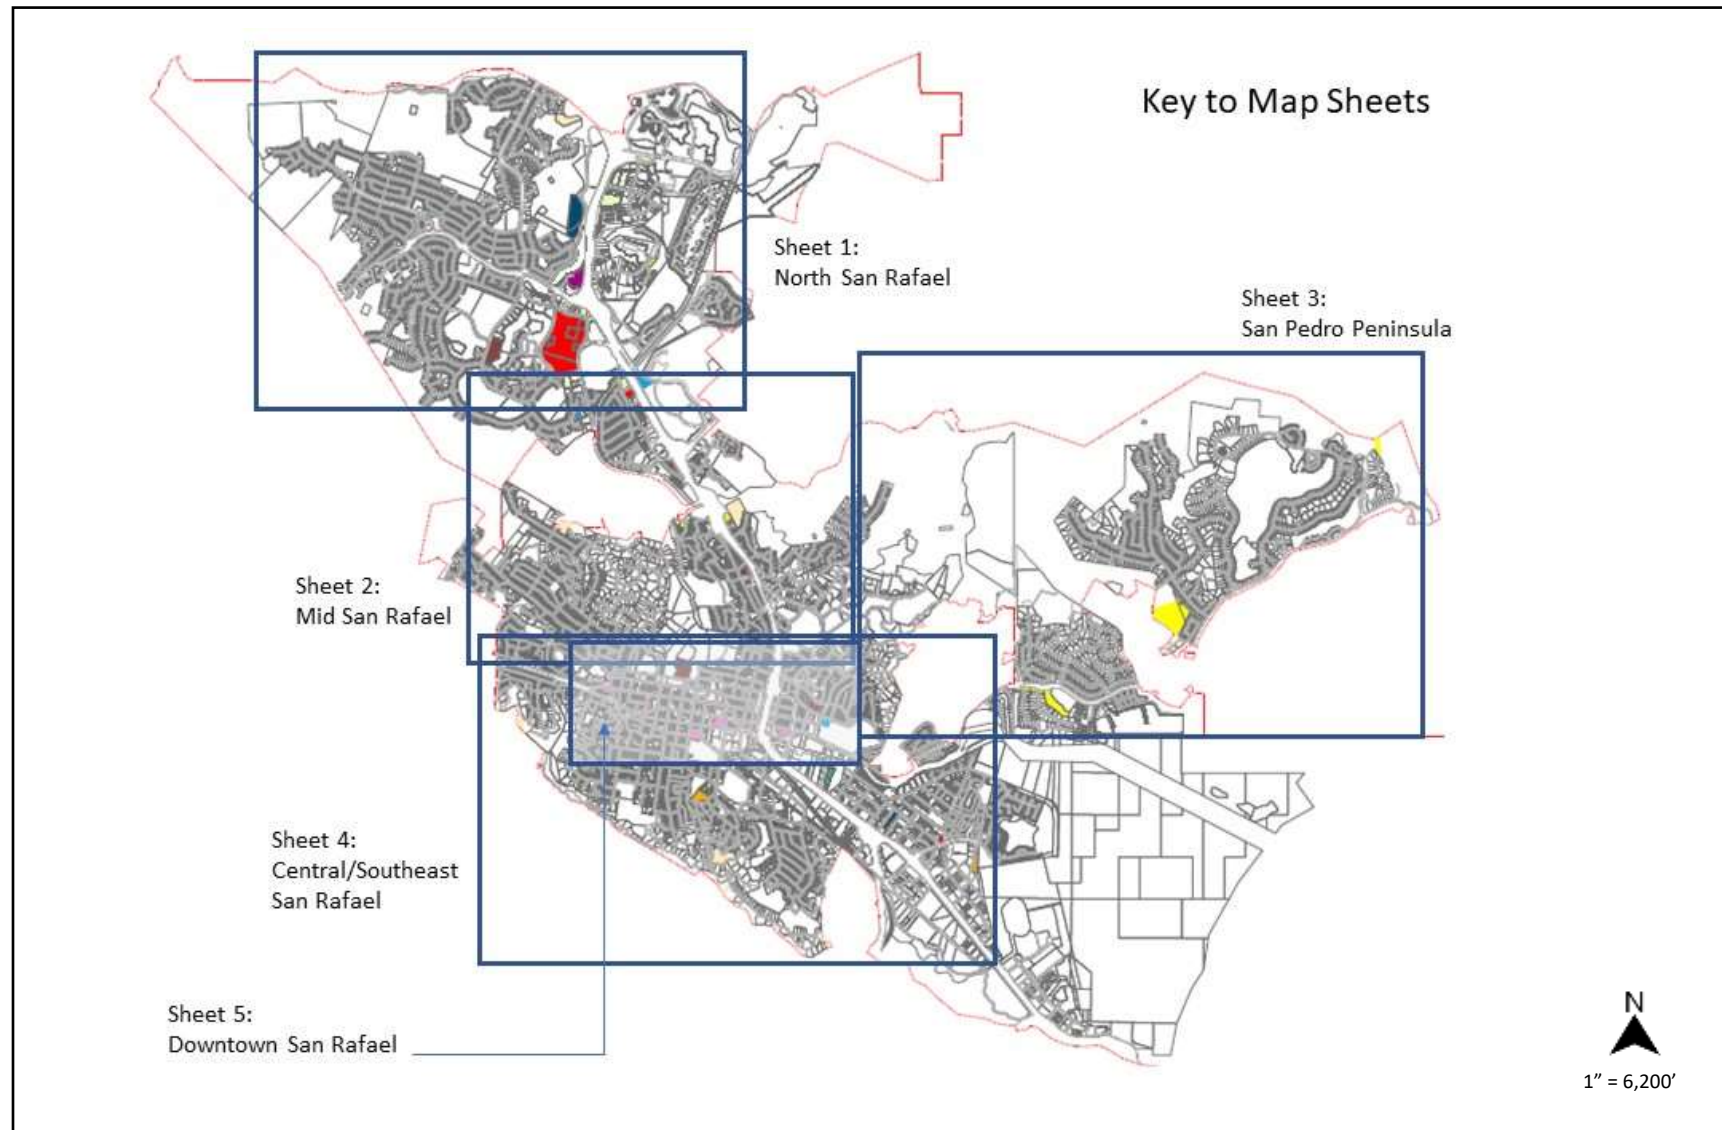 Key to Map Sheets
Sheet 1:
North San Rafael
Sheet 3:
San Pedro Peninsula
Sheet 2:
Mid San Rafael
Sheet 4:
Central/Southeast
San Rafael
Sheet 5:
Downtown San Rafael
N
1” = 6,200’